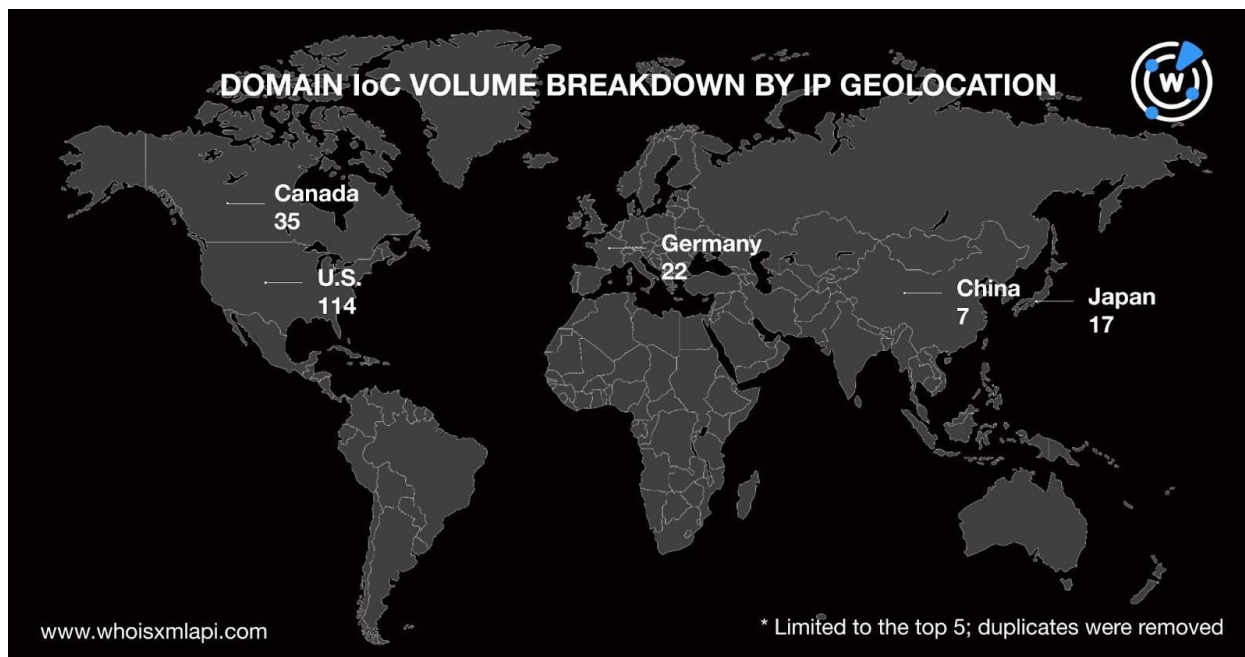 DOMAIN IoC VOLUME BREAKDOWN BY IP GEOLOCATION
W
Canada
35
Germany
22
U.S.
114
China
7
Japan
17
www.whoisxmlapi.com
* Limited to the top 5; duplicates were removed